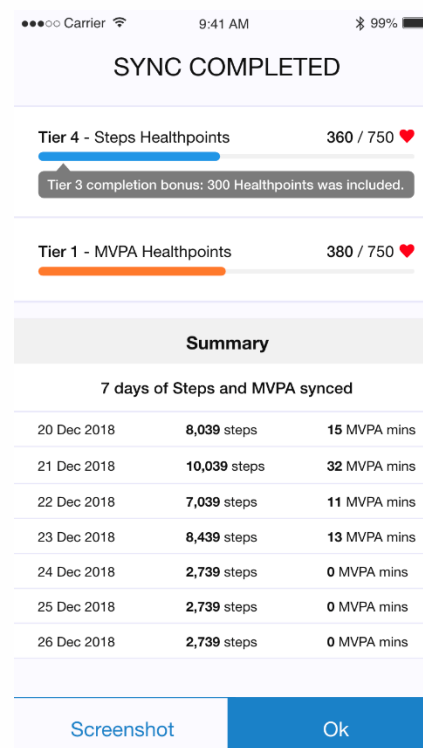 Carrier 9:41 AM 99%
SYNC COMPLETED
Tier 4 - Steps Healthpoints 360 / 750
Tier 3 completion bonus: 300 Healthpoints was included.
Tier 1 - MVPA Healthpoints 380 / 750
Summary
7 days of Steps and MVPA synced
20 Dec 2018 8,039 steps 15 MVPA mins
21 Dec 2018 10,039 steps 32 MVPA mins
22 Dec 2018 7,039 steps 11 MVPA mins
23 Dec 2018 8,439 steps 13 MVPA mins
24 Dec 2018 2,739 steps 0 MVPA mins
25 Dec 2018 2,739 steps 0 MVPA mins
26 Dec 2018 2,739 steps 0 MVPA mins
Screenshot Ok